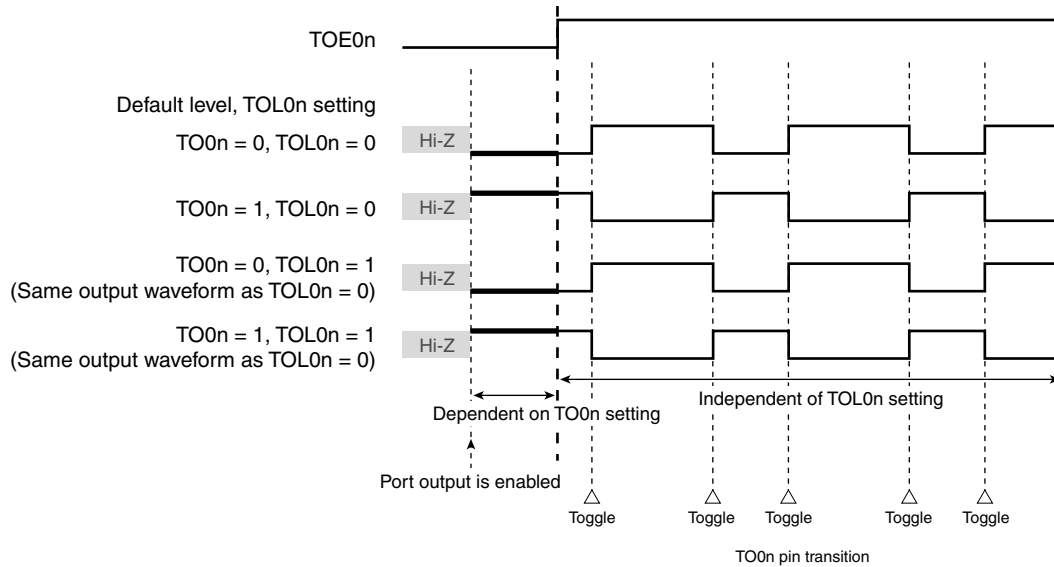 TOE0n
Default level, TOL0n setting
TO0n = 0, TOL0n = 0
Hi-Z
TO0n = 1, TOL0n = 0
Hi-Z
TO0n = 0, TOL0n = 1
(Same output waveform as TOL0n = 0)
Hi-Z
TO0n = 1, TOL0n = 1
(Same output waveform as TOL0n = 0)
Hi-Z
Dependent on TO0n setting
Independent of TOL0n setting
Port output is enabled
Toggle
Toggle
Toggle
Toggle
Toggle
TO0n pin transition